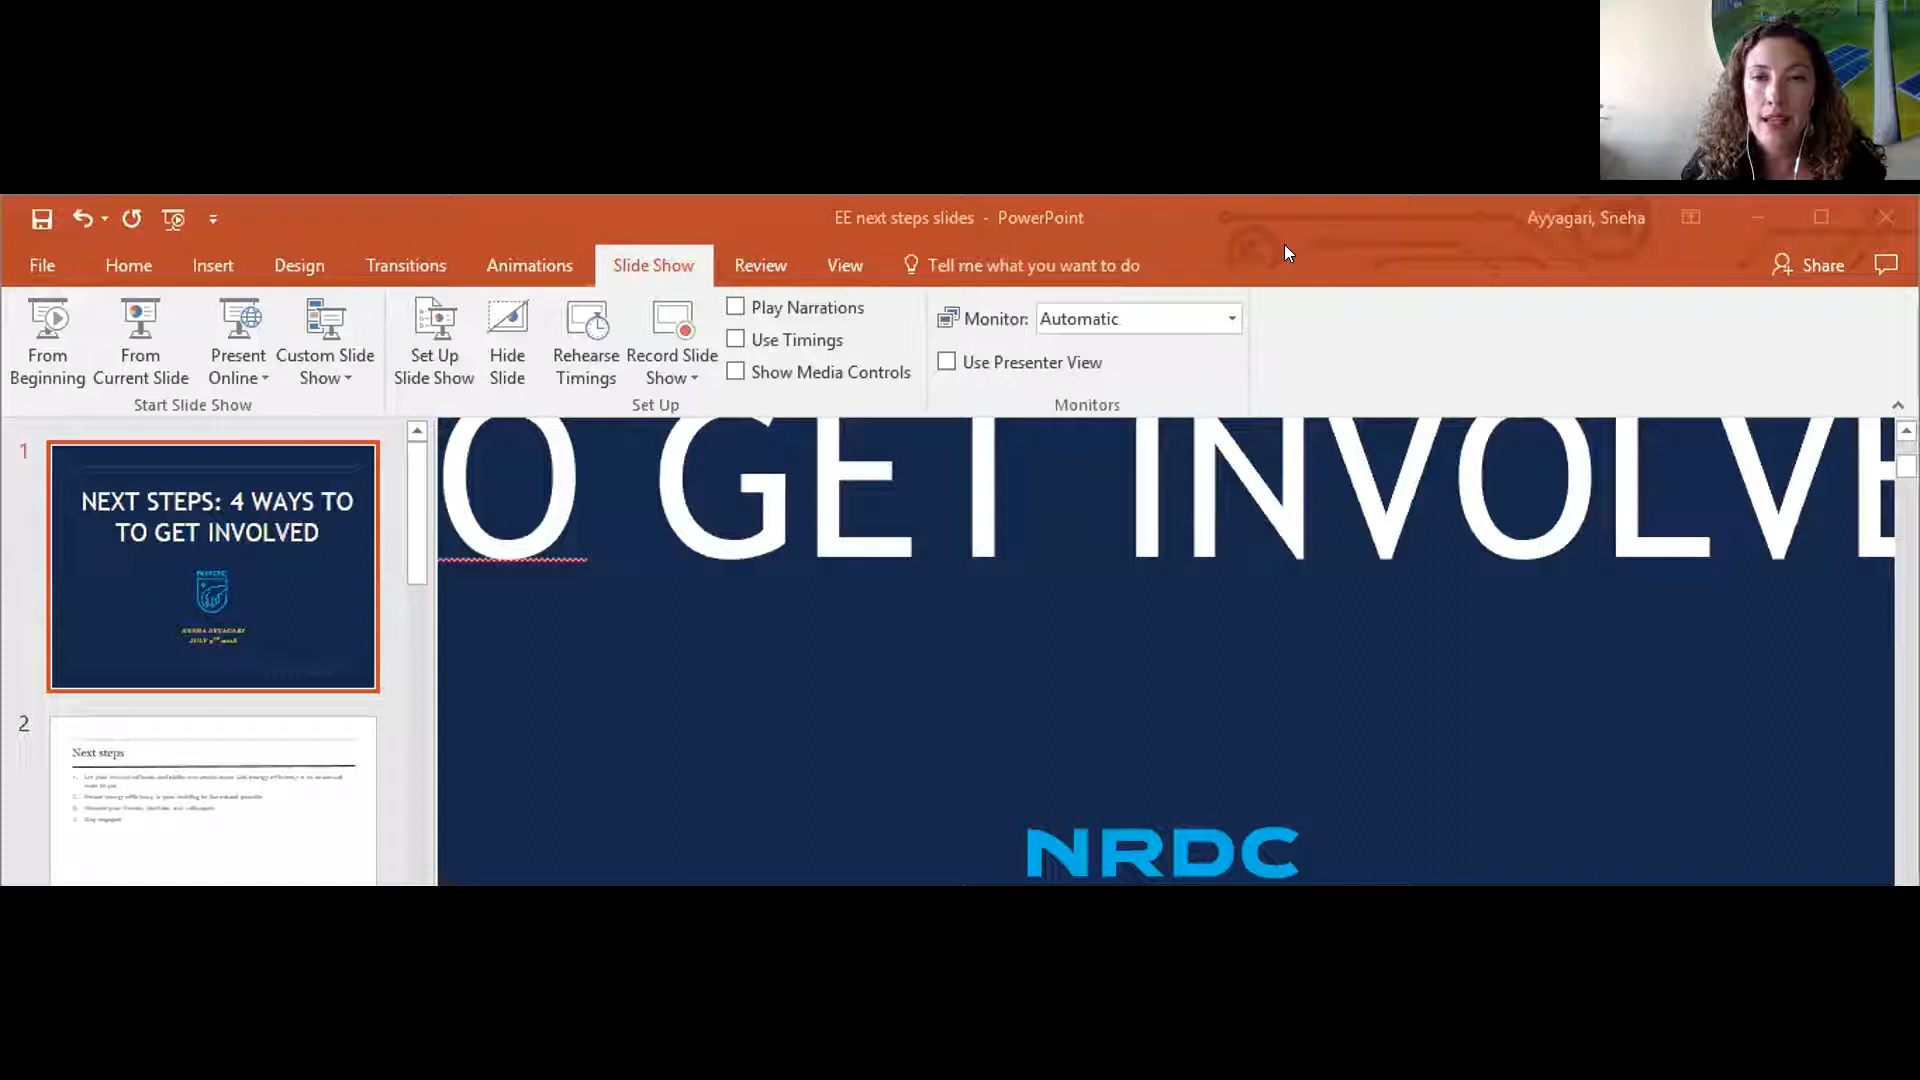 EE next steps slides - PowerPoint
Ayyagari, Sneha
File Home Insert Design Transitions Animations Slide Show Review View Tell me what you want to do Share
From Beginning
From Current Slide
Present Online
Custom Slide Show
Start Slide Show
Set Up Slide Show
Hide Slide
Rehearse Timings
Record Slide Show
Play Narrations
Use Timings
Show Media Controls
Set Up
Monitor: Automatic
Use Presenter View
Monitors
1
NEXT STEPS: 4 WAYS TO
TO GET INVOLVED
NRDC
2
Next steps
O GET INVOLVE
NRDC